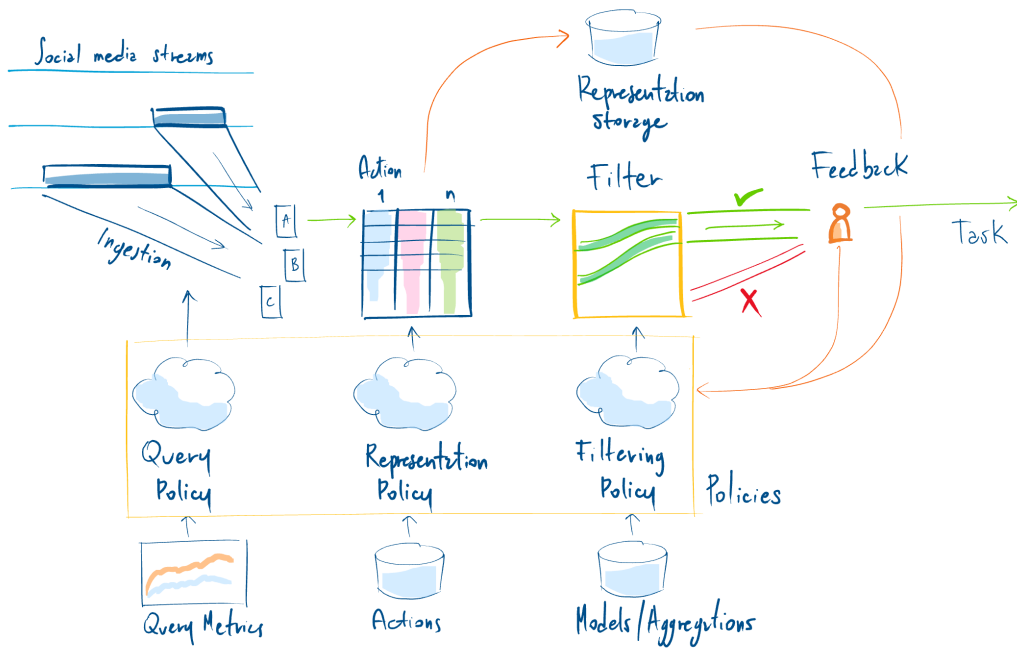 Social media streams
Representation
Storage
Action
1 n
Filter
Feedback
A
B
C
Ingestion
Task
Query
Policy
Representation
Policy
Filtering
Policy
Policies
Query Metrics
Actions
Models/Aggregations